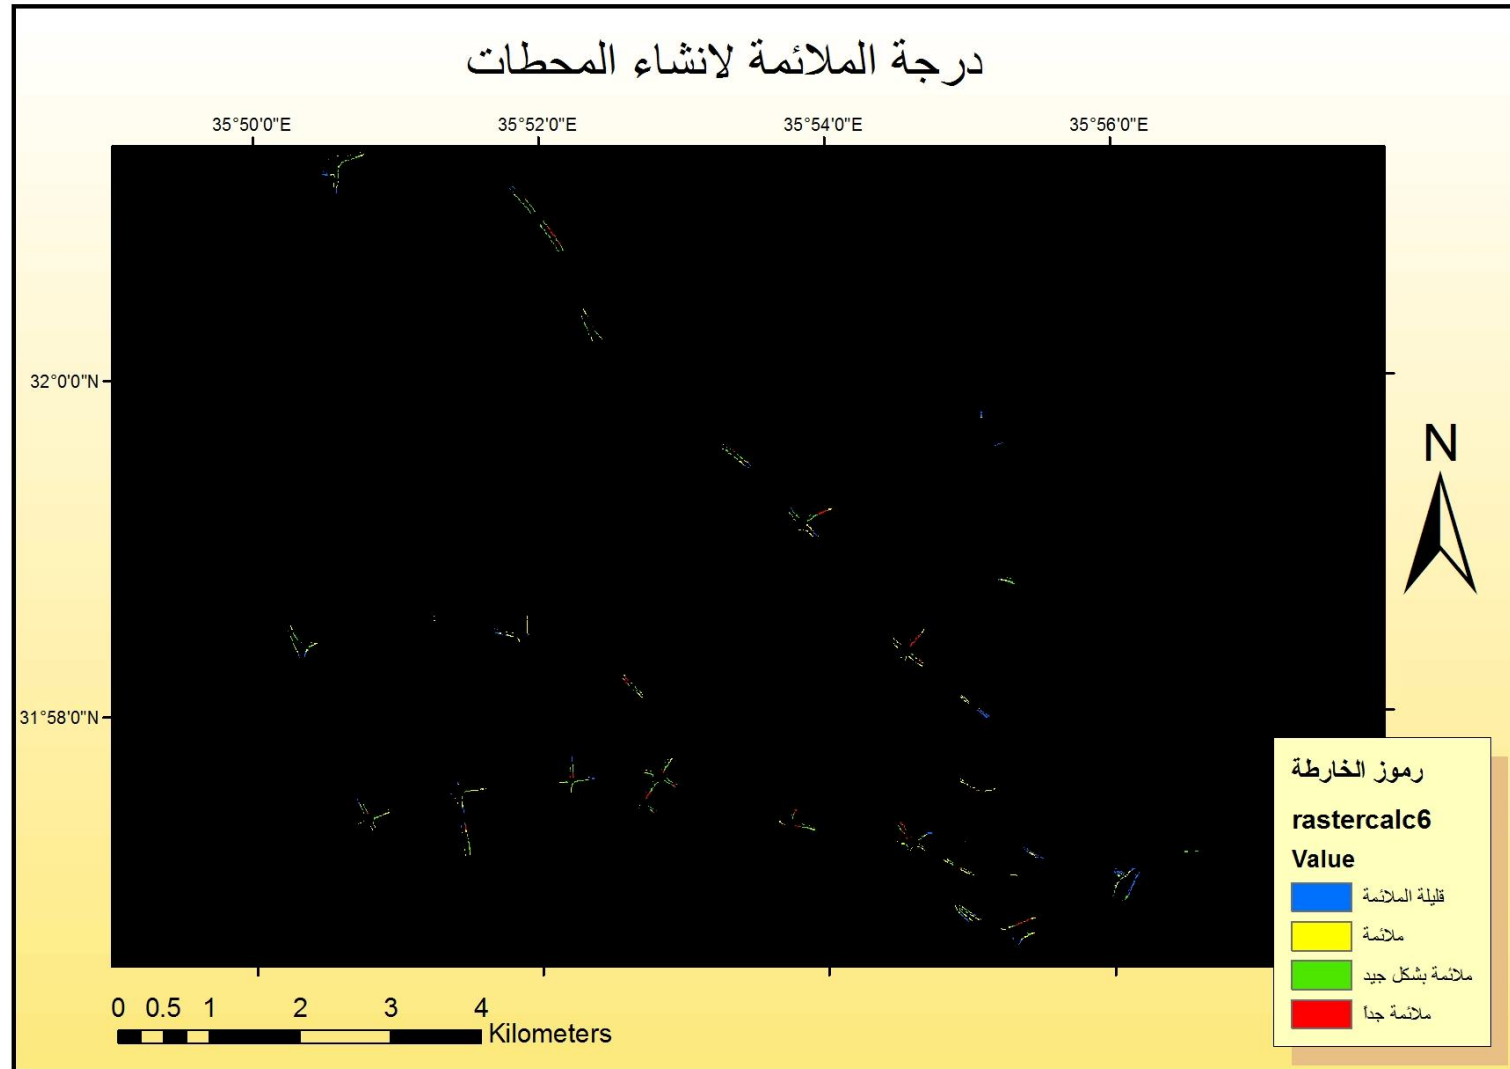 درجة الملائمة لانشاء المحطات
35°50'0"E 35°52'0"E 35°54'0"E 35°56'0"E
32°0'0"N
N
31°58'0"N
رموز الخارطة
rastercalc6
Value
قليلة الملائمة
ملائمة
ملائمة بشكل جيد
ملائمة جداً
0 0.5 1 2 3 4
Kilometers